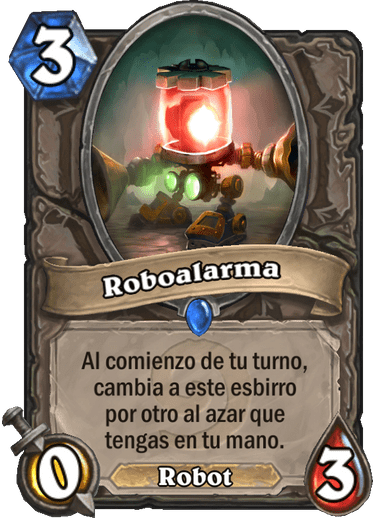 3
Roboalarma
Al comienzo de tu turno,
cambia a este esbirro
por otro al azar que
tengas en tu mano.
0
Robot
3